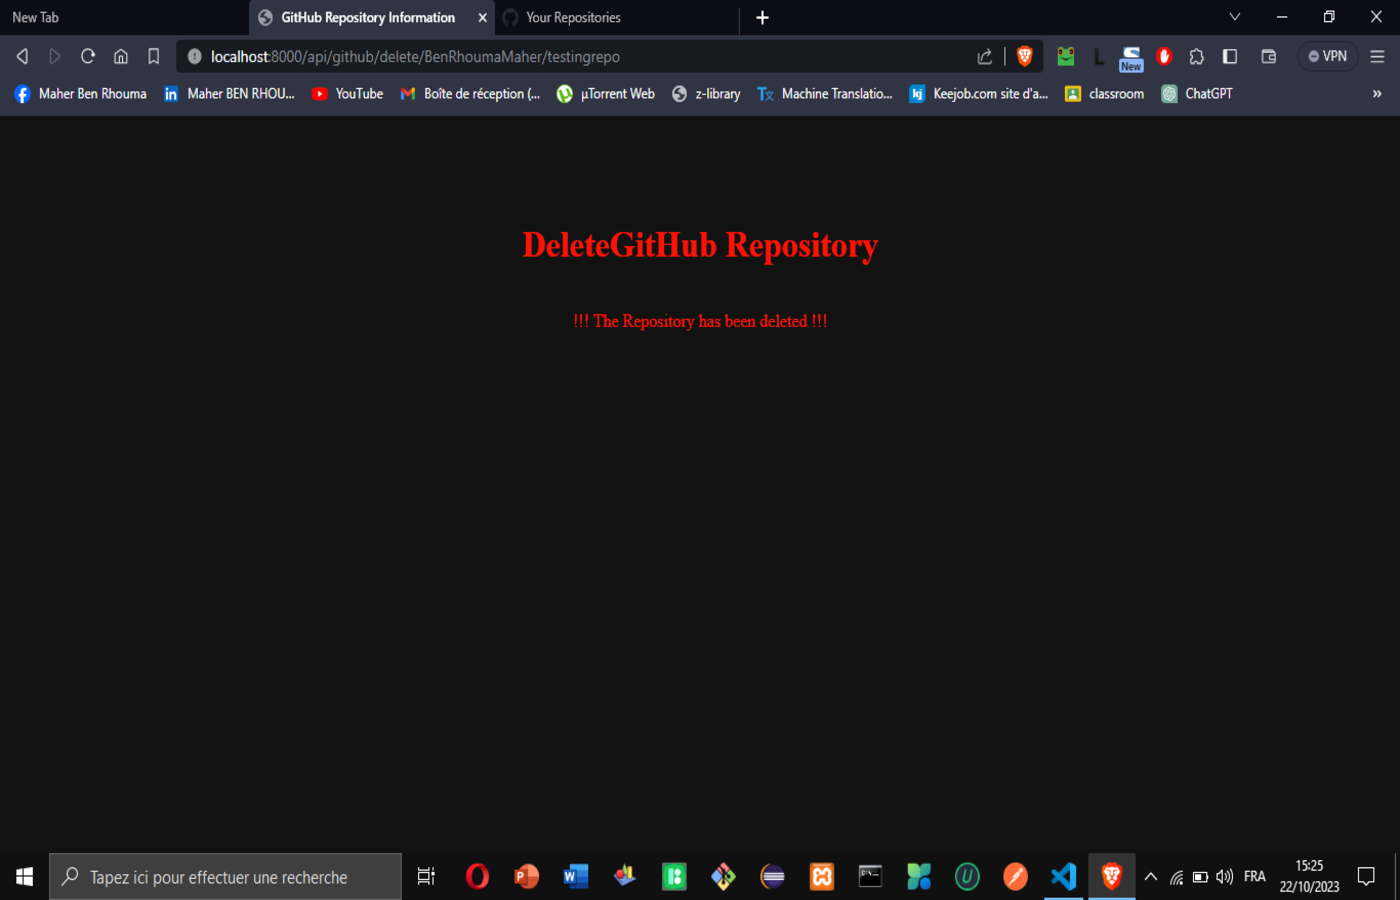 New Tab
GitHub Repository Information
Your Repositories
localhost:8000/api/github/delete/BenRhoumaMaher/testingrepo
New
VPN
Maher Ben Rhouma
Maher BEN RHOU...
YouTube
Boîte de réception (...
µTorrent Web
z-library
Machine Translatio...
Keejob.com site d'a...
classroom
ChatGPT
»
DeleteGitHub Repository
!!! The Repository has been deleted !!!
Tapez ici pour effectuer une recherche
FRA
15:25
22/10/2023